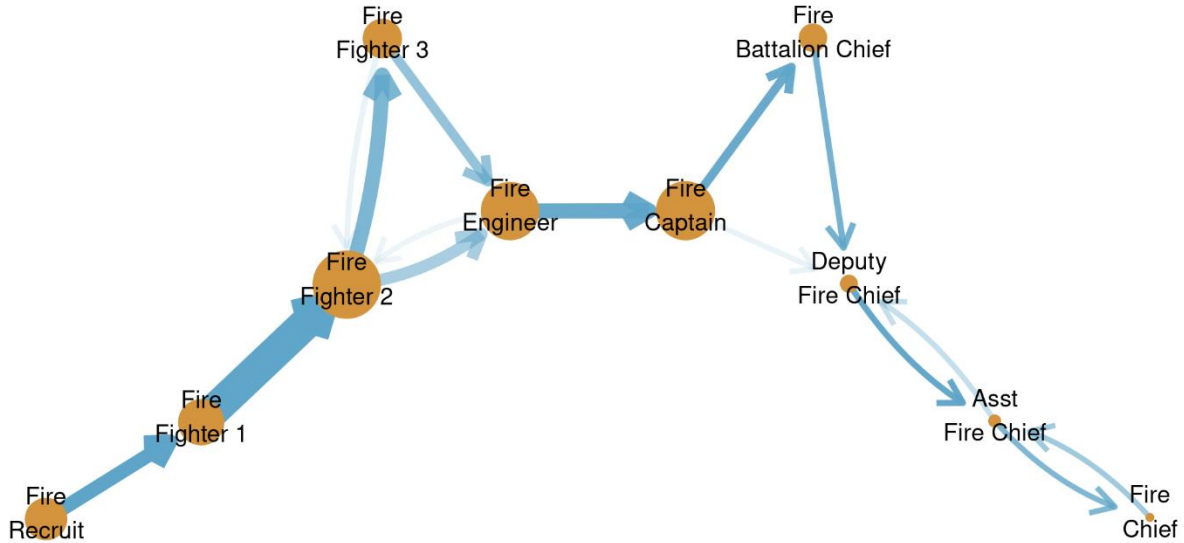 Fire
Fighter 3
Fire
Battalion Chief
Fire
Engineer
Fire
Captain
Fire
Fighter 2
Deputy
Fire Chief
Fire
Fighter 1
Asst
Fire Chief
Fire
Recruit
Fire
Chief